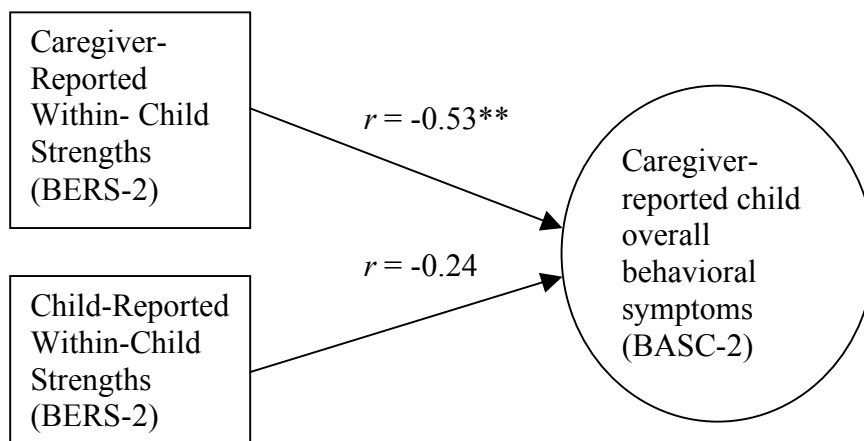 Caregiver-
Reported
Within- Child
Strengths
(BERS-2)
r = -0.53**
Caregiver-
reported child
overall
behavioral
symptoms
(BASC-2)
r = -0.24
Child-Reported
Within-Child
Strengths
(BERS-2)